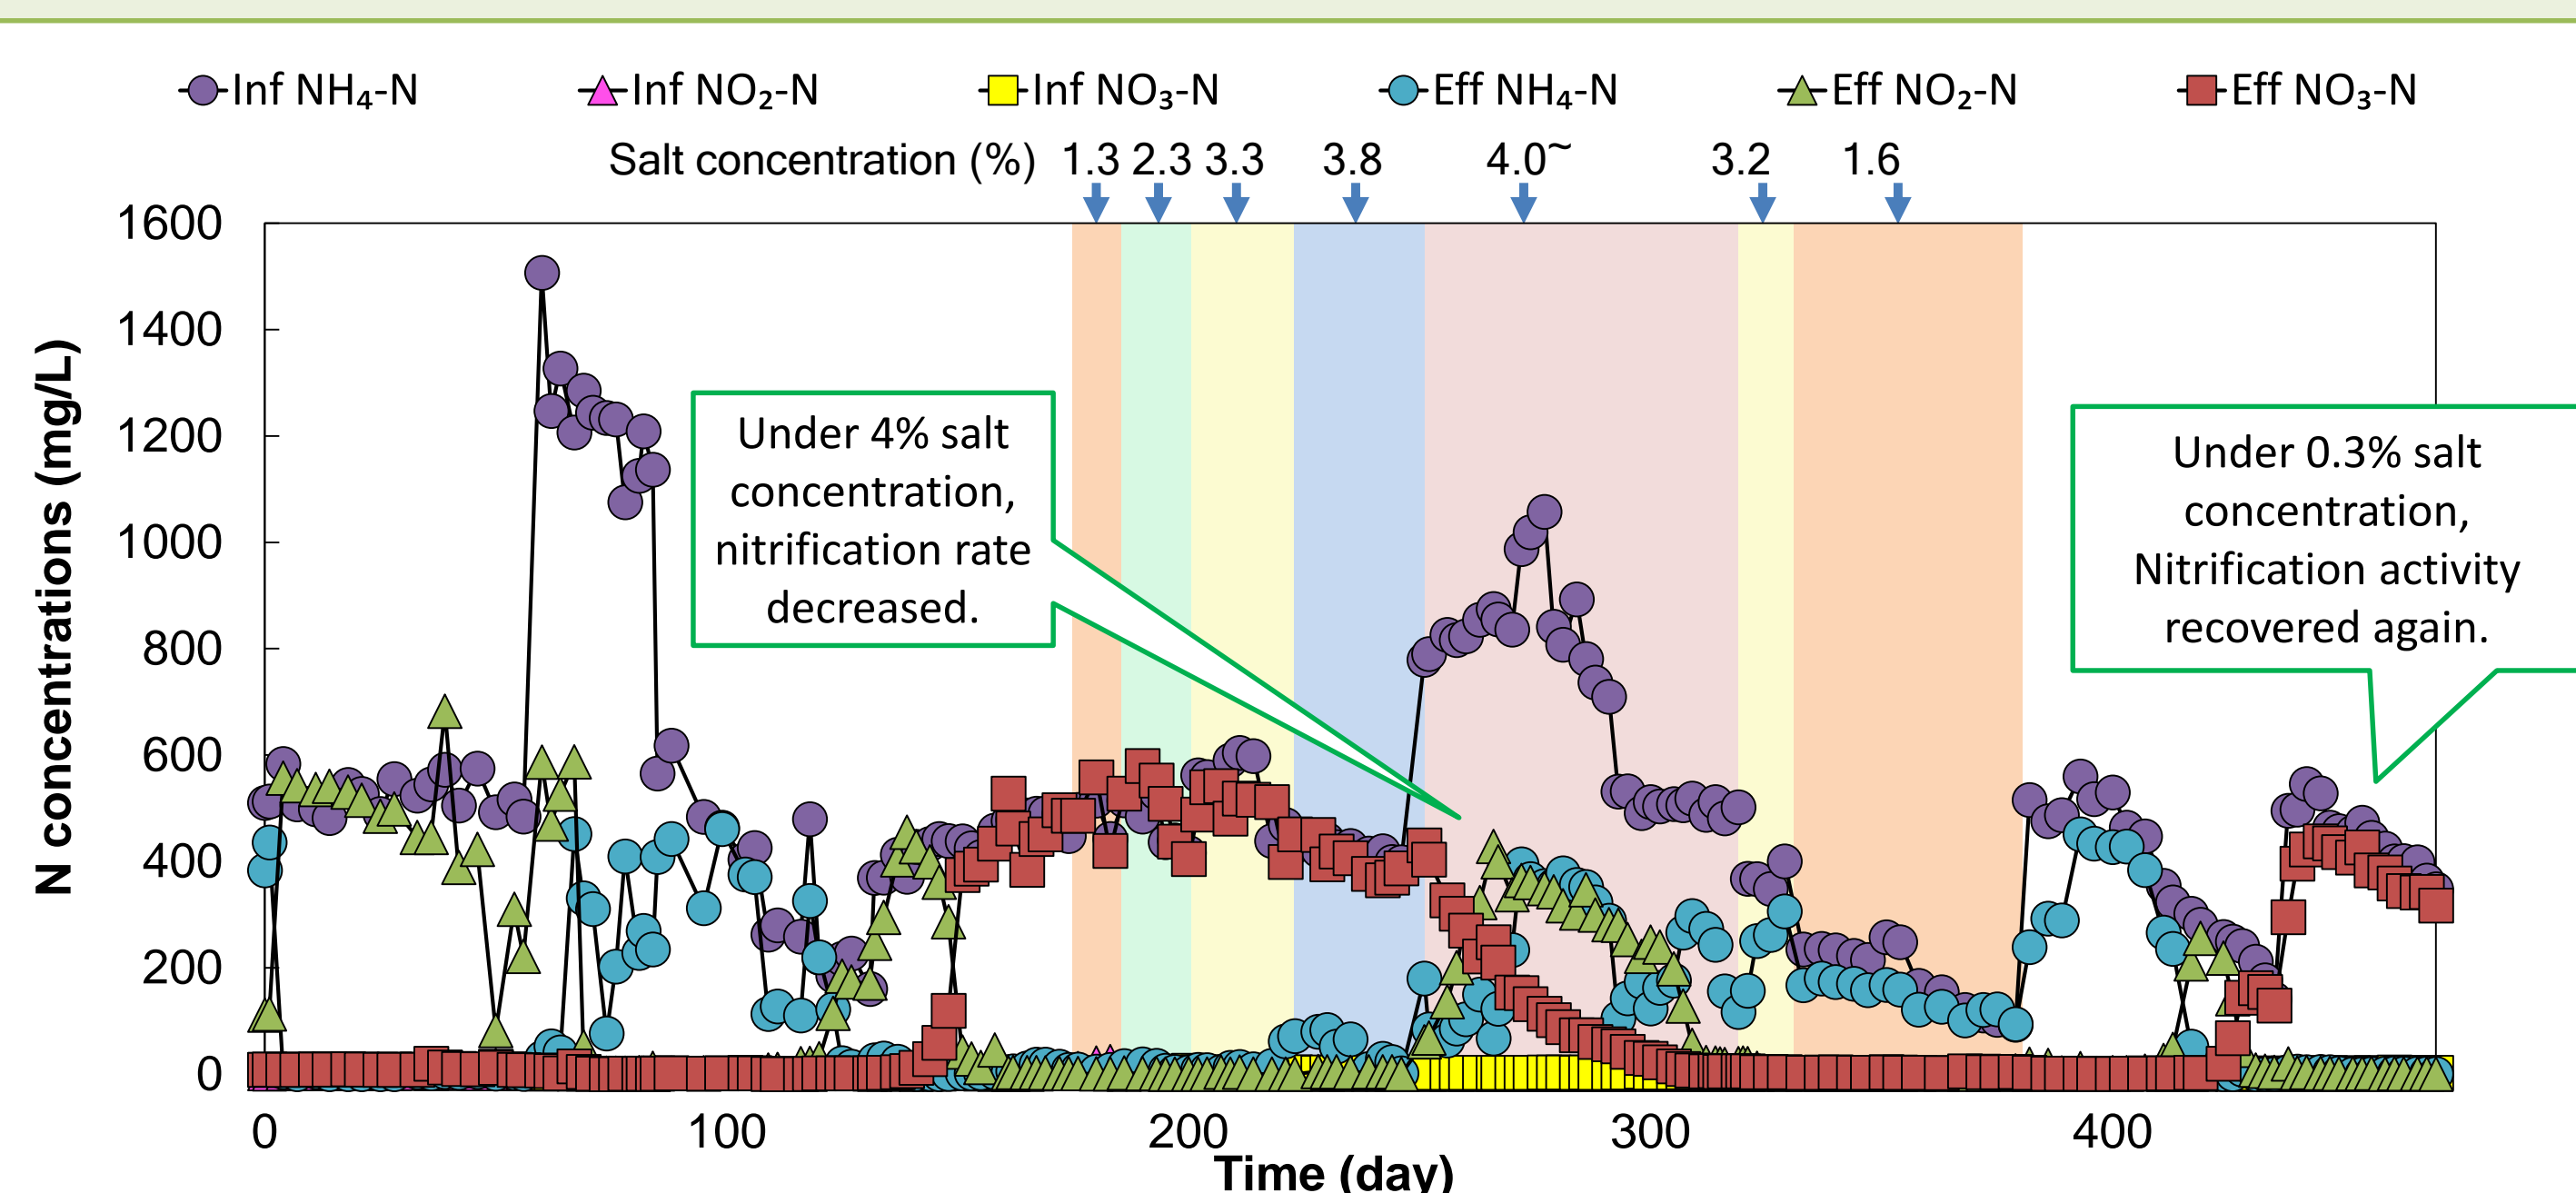 Inf NH₄-N Inf NO₂-N Inf NO₃-N Eff NH₄-N Eff NO₂-N Eff NO₃-N
Salt concentration (%) 1.3 2.3 3.3 3.8 4.0~ 3.2 1.6
N concentrations (mg/L)
1600
1400
1200
1000
800
600
400
200
0
Under 4% salt
concentration,
nitrification rate
decreased.
Under 0.3% salt
concentration,
Nitrification activity
recovered again.
0 100 200 300 400
Time (day)